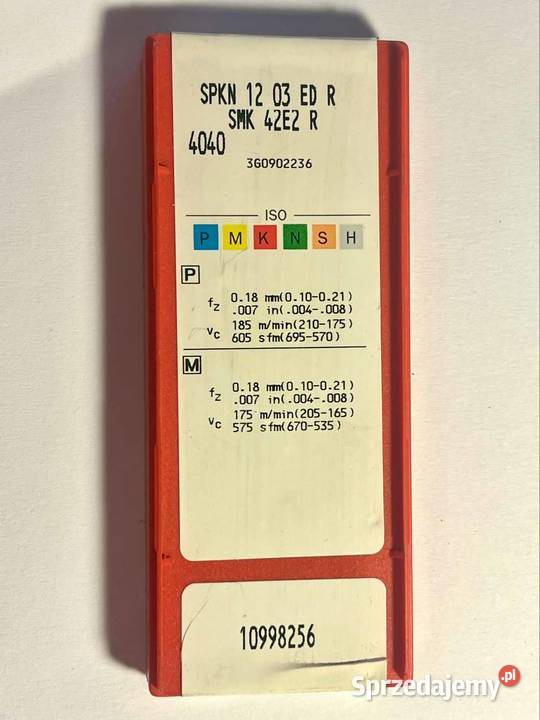 SPKN 12 03 ED R
SMK 42E2 R
4040
3G0902236
ISO
P M K N S H
P
fz 0.18 mm(0.10-0.21)
.007 in(.004-.008)
vc 185 m/min(210-175)
605 sfm(695-570)
M
fz 0.18 mm(0.10-0.21)
.007 in(.004-.008)
vc 175 m/min(205-165)
575 sfm(670-535)
10998256
Sprzedajemy.pl